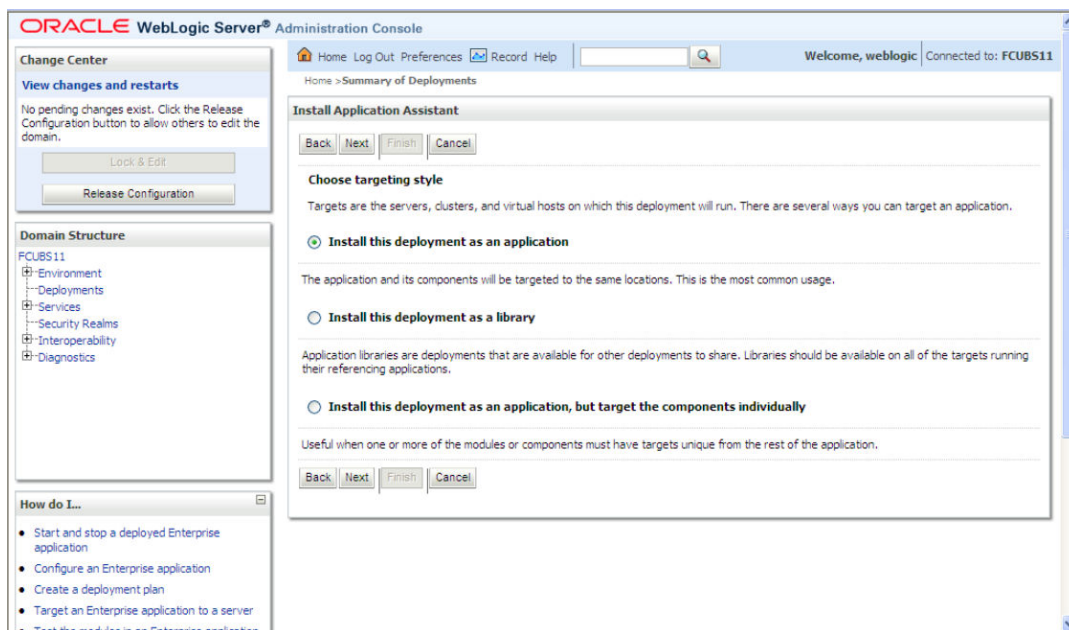 ORACLE WebLogic Server® Administration Console
Change Center
View changes and restarts
No pending changes exist. Click the Release
Configuration button to allow others to edit the
domain.
Lock & Edit
Release Configuration
Domain Structure
FCUBS11
Environment
Deployments
Services
Security Realms
Interoperability
Diagnostics
How do I...
Start and stop a deployed Enterprise
application
Configure an Enterprise application
Create a deployment plan
Target an Enterprise application to a server
Test the modules in an Enterprise application
Home Log Out Preferences Record Help
Welcome, weblogic Connected to: FCUBS11
Home >Summary of Deployments
Install Application Assistant
Back Next Finish Cancel
Choose targeting style
Targets are the servers, clusters, and virtual hosts on which this deployment will run. There are several ways you can target an application.
Install this deployment as an application
The application and its components will be targeted to the same locations. This is the most common usage.
Install this deployment as a library
Application libraries are deployments that are available for other deployments to share. Libraries should be available on all of the targets running
their referencing applications.
Install this deployment as an application, but target the components individually
Useful when one or more of the modules or components must have targets unique from the rest of the application.
Back Next Finish Cancel